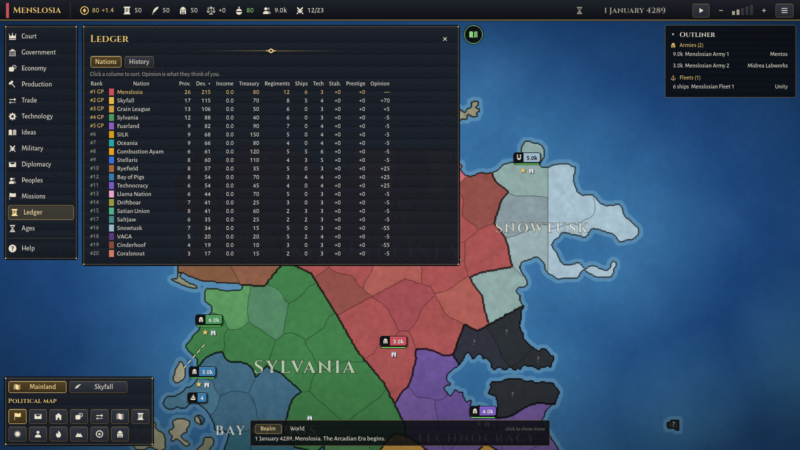 MENSLOSIA 80 +1.4 50 50 +0 80 9.0k 12/23 1 JANUARY 4289
Court
Government
Economy
Production
Trade
Technology
Ideas
Military
Diplomacy
Peoples
Missions
Ledger
Ages
Help
LEDGER
Nations History
Click a column to sort. Opinion is what they think of you.
Rank Nation Prov. Dev. Income Treasury Regiments Ships Tech Stab. Prestige Opinion
#1 GP Menslosia 26 215 0.0 80 12 6 3 +0 +0 —
#2 GP Skyfall 17 115 0.0 70 8 5 4 +0 +0 +70
#3 GP Grain League 13 106 0.0 50 6 0 3 +0 +0 +5
#4 GP Sylvania 12 88 0.0 40 6 0 3 +0 +0 -5
#5 GP Fuarland 9 82 0.0 90 7 0 4 +0 +0 -5
#6 SILK 9 68 0.0 150 5 0 4 +0 +0 -5
#7 Oceania 9 66 0.0 80 4 0 4 +0 +0 -5
#8 Combustion Ayam 6 61 0.0 120 5 5 6 +0 +0 -5
#9 Stellaris 8 60 0.0 110 4 3 5 +0 +0 -5
#10 Ryefield 8 57 0.0 35 5 0 3 +0 +0 +25
#12 Bay of Pigs 8 54 0.0 70 3 4 4 +0 +0 +25
#11 Technocracy 6 54 0.0 45 4 0 4 +0 +0 +25
#13 Llama Nation 6 44 0.0 70 5 0 3 +0 +0 -5
#14 Driftboar 7 41 0.0 25 3 0 3 +0 +0 -5
#15 Satian Union 8 41 0.0 60 2 3 3 +0 +0 -5
#17 Saltjaw 6 35 0.0 25 2 2 3 +0 +0 -5
#16 Snowtusk 7 34 0.0 15 5 0 3 +0 +0 -55
#18 VAGA 5 20 0.0 20 5 2 4 +0 +0 -5
#19 Cinderhoof 4 19 0.0 10 3 0 3 +0 +0 -55
#20 Coralsnout 3 17 0.0 15 2 0 3 +0 +0 -5
OUTLINER
Armies (2)
9.0k Menslosian Army 1 Mentos
3.0k Menslosian Army 2 Midrea Labworks
Fleets (1)
6 ships Menslosian Fleet 1 Unity
5.0k
SNOWTUSK
6.0k
3.0k
SYLVANIA
3.0k
4
? ?
?
4.0k
BAY
TECHNOCRACY
?
Mainland Skyfall
POLITICAL MAP
Realm World click to show more
1 January 4289, Menslosia. The Arcadian Era begins.